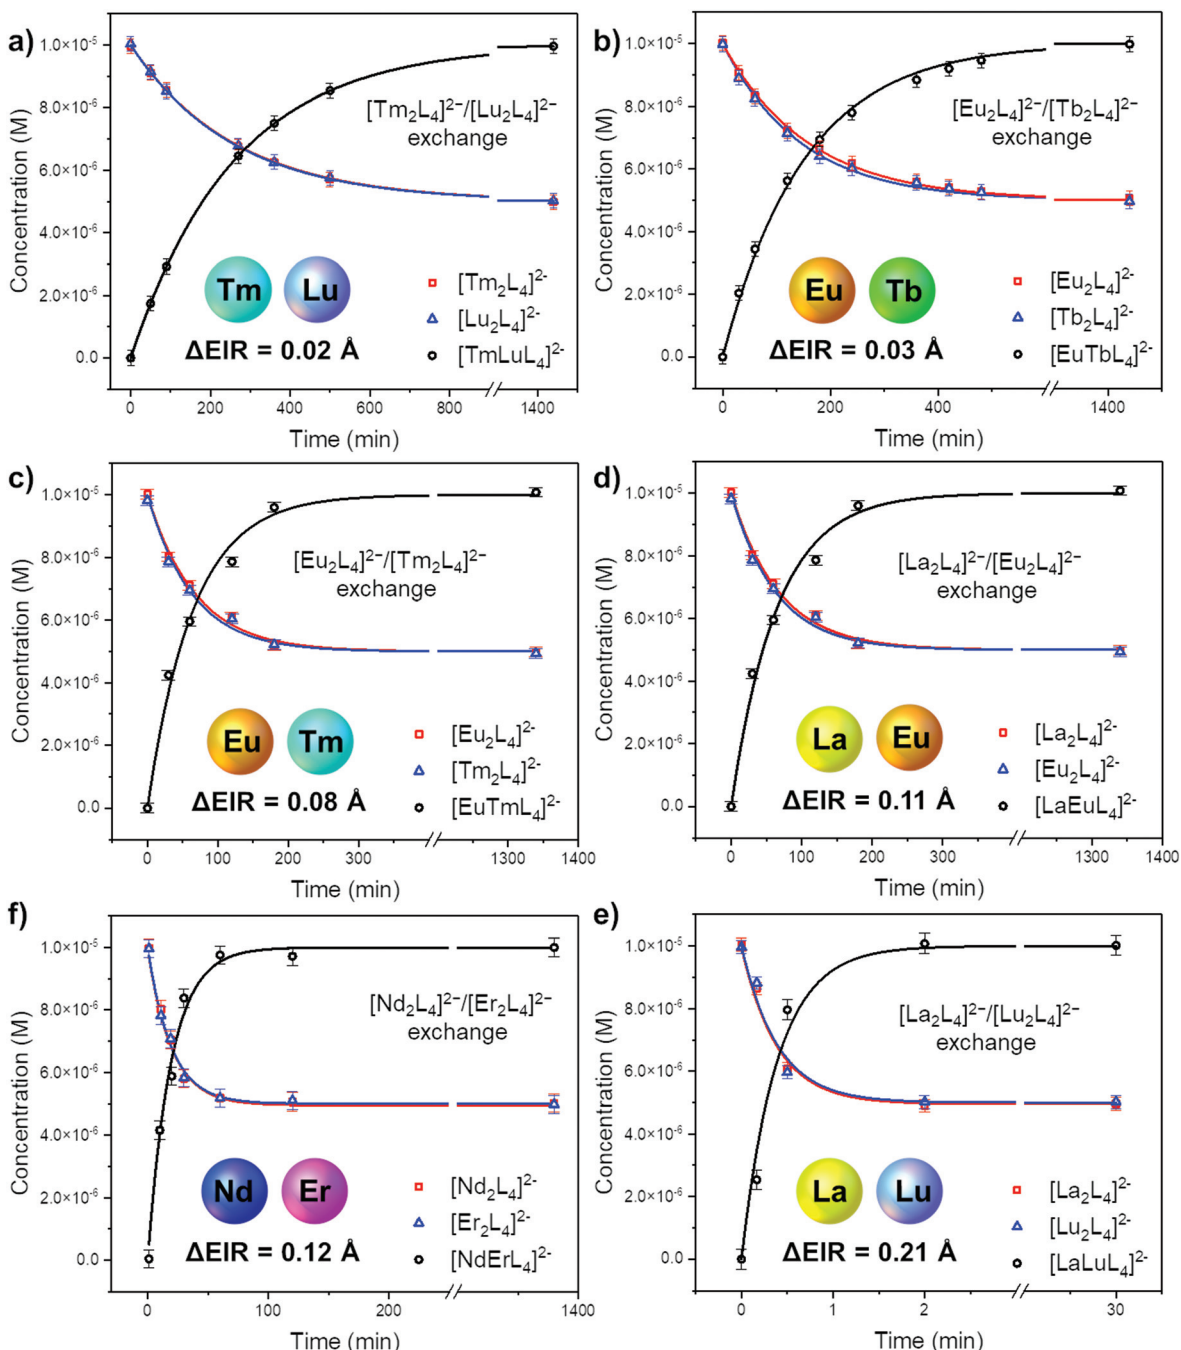 a)
Concentration (M)
1.0×10⁻⁵
8.0×10⁻⁶
6.0×10⁻⁶
4.0×10⁻⁶
2.0×10⁻⁶
0.0
[Tm₂L₄]²⁻/[Lu₂L₄]²⁻
exchange
Tm Lu
ΔEIR = 0.02 Å
[Tm₂L₄]²⁻
[Lu₂L₄]²⁻
[TmLuL₄]²⁻
0 200 400 600 800 1400
Time (min)
b)
Concentration (M)
1.0×10⁻⁵
8.0×10⁻⁶
6.0×10⁻⁶
4.0×10⁻⁶
2.0×10⁻⁶
0.0
[Eu₂L₄]²⁻/[Tb₂L₄]²⁻
exchange
Eu Tb
ΔEIR = 0.03 Å
[Eu₂L₄]²⁻
[Tb₂L₄]²⁻
[EuTbL₄]²⁻
0 200 400 1400
Time (min)
c)
Concentration (M)
1.0×10⁻⁵
8.0×10⁻⁶
6.0×10⁻⁶
4.0×10⁻⁶
2.0×10⁻⁶
0.0
[Eu₂L₄]²⁻/[Tm₂L₄]²⁻
exchange
Eu Tm
ΔEIR = 0.08 Å
[Eu₂L₄]²⁻
[Tm₂L₄]²⁻
[EuTmL₄]²⁻
0 100 200 300 1300 1400
Time (min)
d)
Concentration (M)
1.0×10⁻⁵
8.0×10⁻⁶
6.0×10⁻⁶
4.0×10⁻⁶
2.0×10⁻⁶
0.0
[La₂L₄]²⁻/[Eu₂L₄]²⁻
exchange
La Eu
ΔEIR = 0.11 Å
[La₂L₄]²⁻
[Eu₂L₄]²⁻
[LaEuL₄]²⁻
0 100 200 300 1300 1400
Time (min)
f)
Concentration (M)
1.0×10⁻⁵
8.0×10⁻⁶
6.0×10⁻⁶
4.0×10⁻⁶
2.0×10⁻⁶
0.0
[Nd₂L₄]²⁻/[Er₂L₄]²⁻
exchange
Nd Er
ΔEIR = 0.12 Å
[Nd₂L₄]²⁻
[Er₂L₄]²⁻
[NdErL₄]²⁻
0 100 200 1400
Time (min)
e)
Concentration (M)
1.0×10⁻⁵
8.0×10⁻⁶
6.0×10⁻⁶
4.0×10⁻⁶
2.0×10⁻⁶
0.0
[La₂L₄]²⁻/[Lu₂L₄]²⁻
exchange
La Lu
ΔEIR = 0.21 Å
[La₂L₄]²⁻
[Lu₂L₄]²⁻
[LaLuL₄]²⁻
0 1 2 30
Time (min)